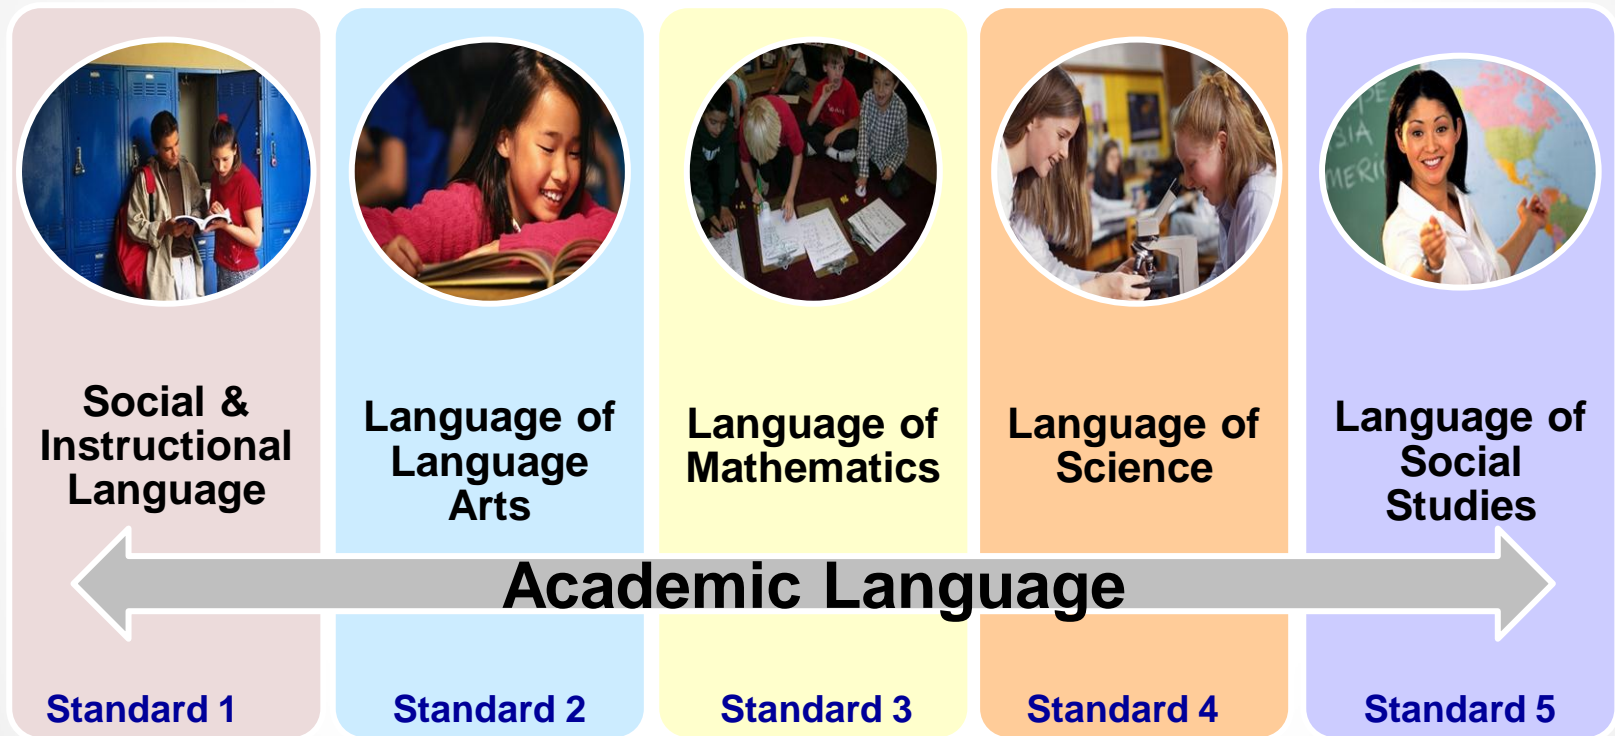 Social &
Instructional
Language
Language of
Language
Arts
Language of
Mathematics
Language of
Science
Language of
Social
Studies
Academic Language
Standard 1
Standard 2
Standard 3
Standard 4
Standard 5